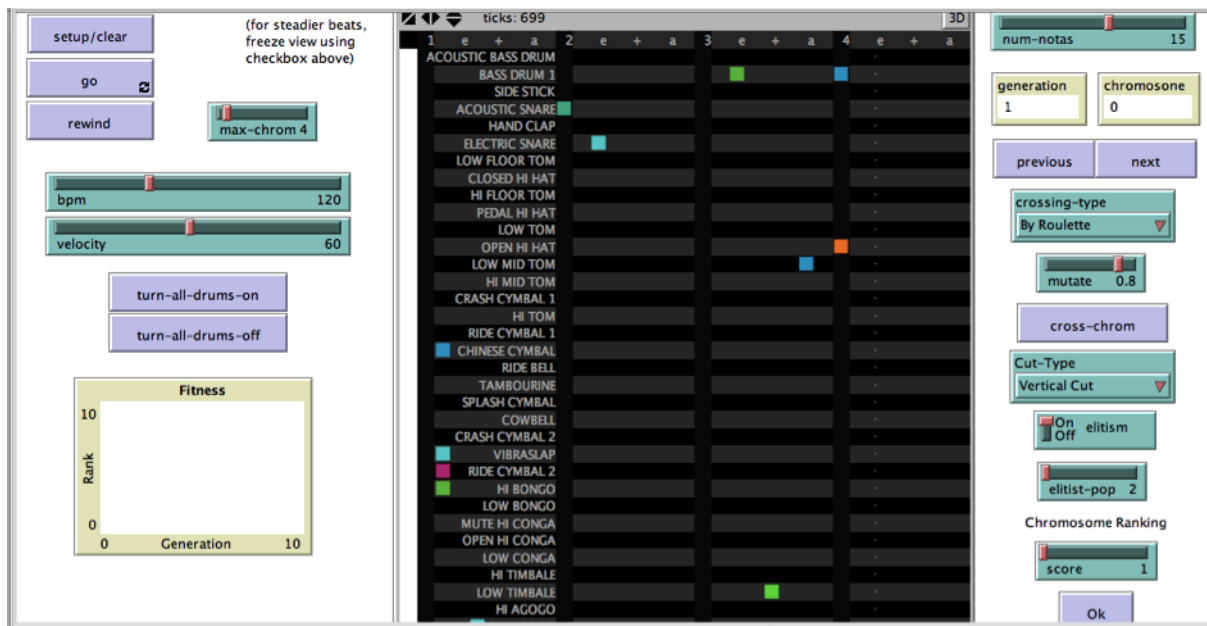 setup/clear
(for steadier beats,
freeze view using
checkbox above)
go
rewind
max-chrom 4
bpm 120
velocity 60
turn-all-drums-on
turn-all-drums-off
Fitness
10
Rank
0
0 Generation 10
ticks: 699
3D
1 e + a 2 e + a 3 e + a 4 e + a
ACOUSTIC BASS DRUM
BASS DRUM 1
SIDE STICK
ACOUSTIC SNARE
HAND CLAP
ELECTRIC SNARE
LOW FLOOR TOM
CLOSED HI HAT
HI FLOOR TOM
PEDAL HI HAT
LOW TOM
OPEN HI HAT
LOW MID TOM
HI MID TOM
CRASH CYMBAL 1
HI TOM
RIDE CYMBAL 1
CHINESE CYMBAL
RIDE BELL
TAMBOURINE
SPLASH CYMBAL
COWBELL
CRASH CYMBAL 2
VIBRASLAP
RIDE CYMBAL 2
HI BONGO
LOW BONGO
MUTE HI CONGA
OPEN HI CONGA
LOW CONGA
HI TIMBALE
LOW TIMBALE
HI AGOGO
num-notas 15
generation
1
chromosone
0
previous
next
crossing-type
By Roulette
mutate 0.8
cross-chrom
Cut-Type
Vertical Cut
On
Off
elitism
elitist-pop 2
Chromosome Ranking
score 1
Ok